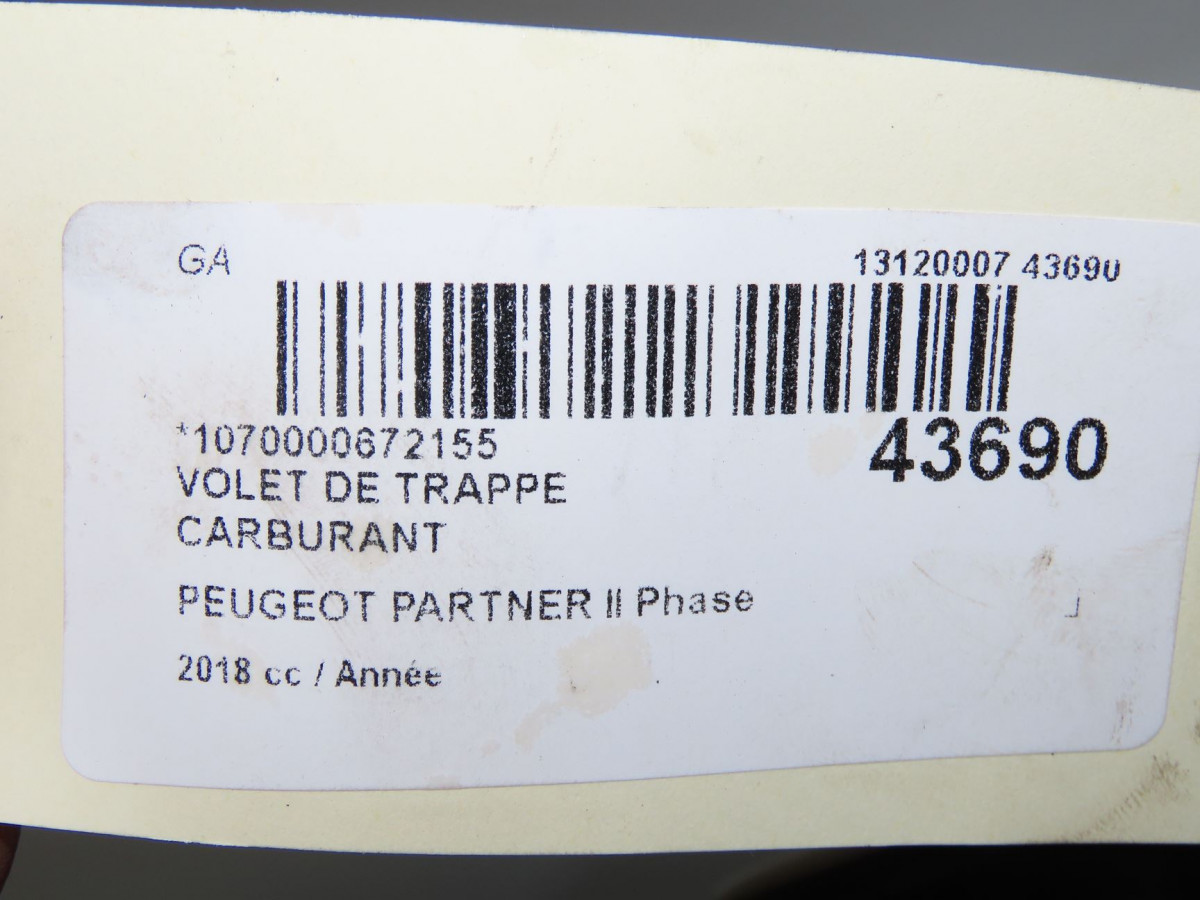 GA
13120007 43690
*1070000672155
43690
VOLET DE TRAPPE
CARBURANT
PEUGEOT PARTNER II Phase
2018 cc / Année